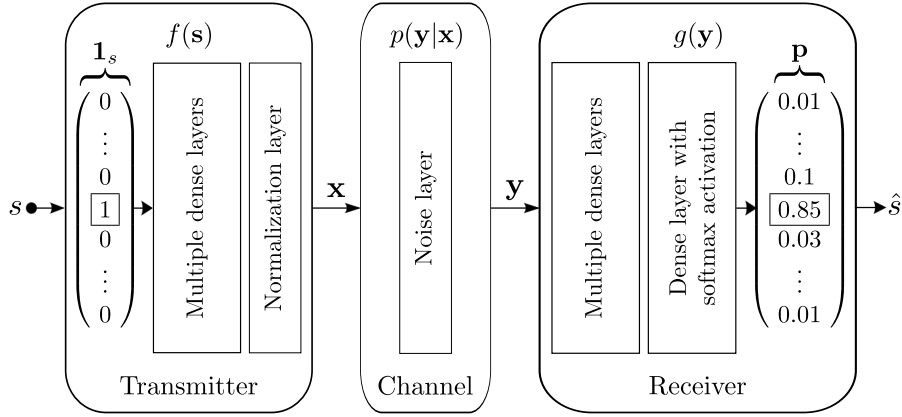 f(s)
1ₛ
0
⋮
0
1
0
⋮
0
Multiple dense layers
Normalization layer
Transmitter
s
x
p(y|x)
Noise layer
Channel
y
g(y)
Multiple dense layers
Dense layer with
softmax activation
p
0.01
⋮
0.1
0.85
0.03
⋮
0.01
Receiver
ŝ